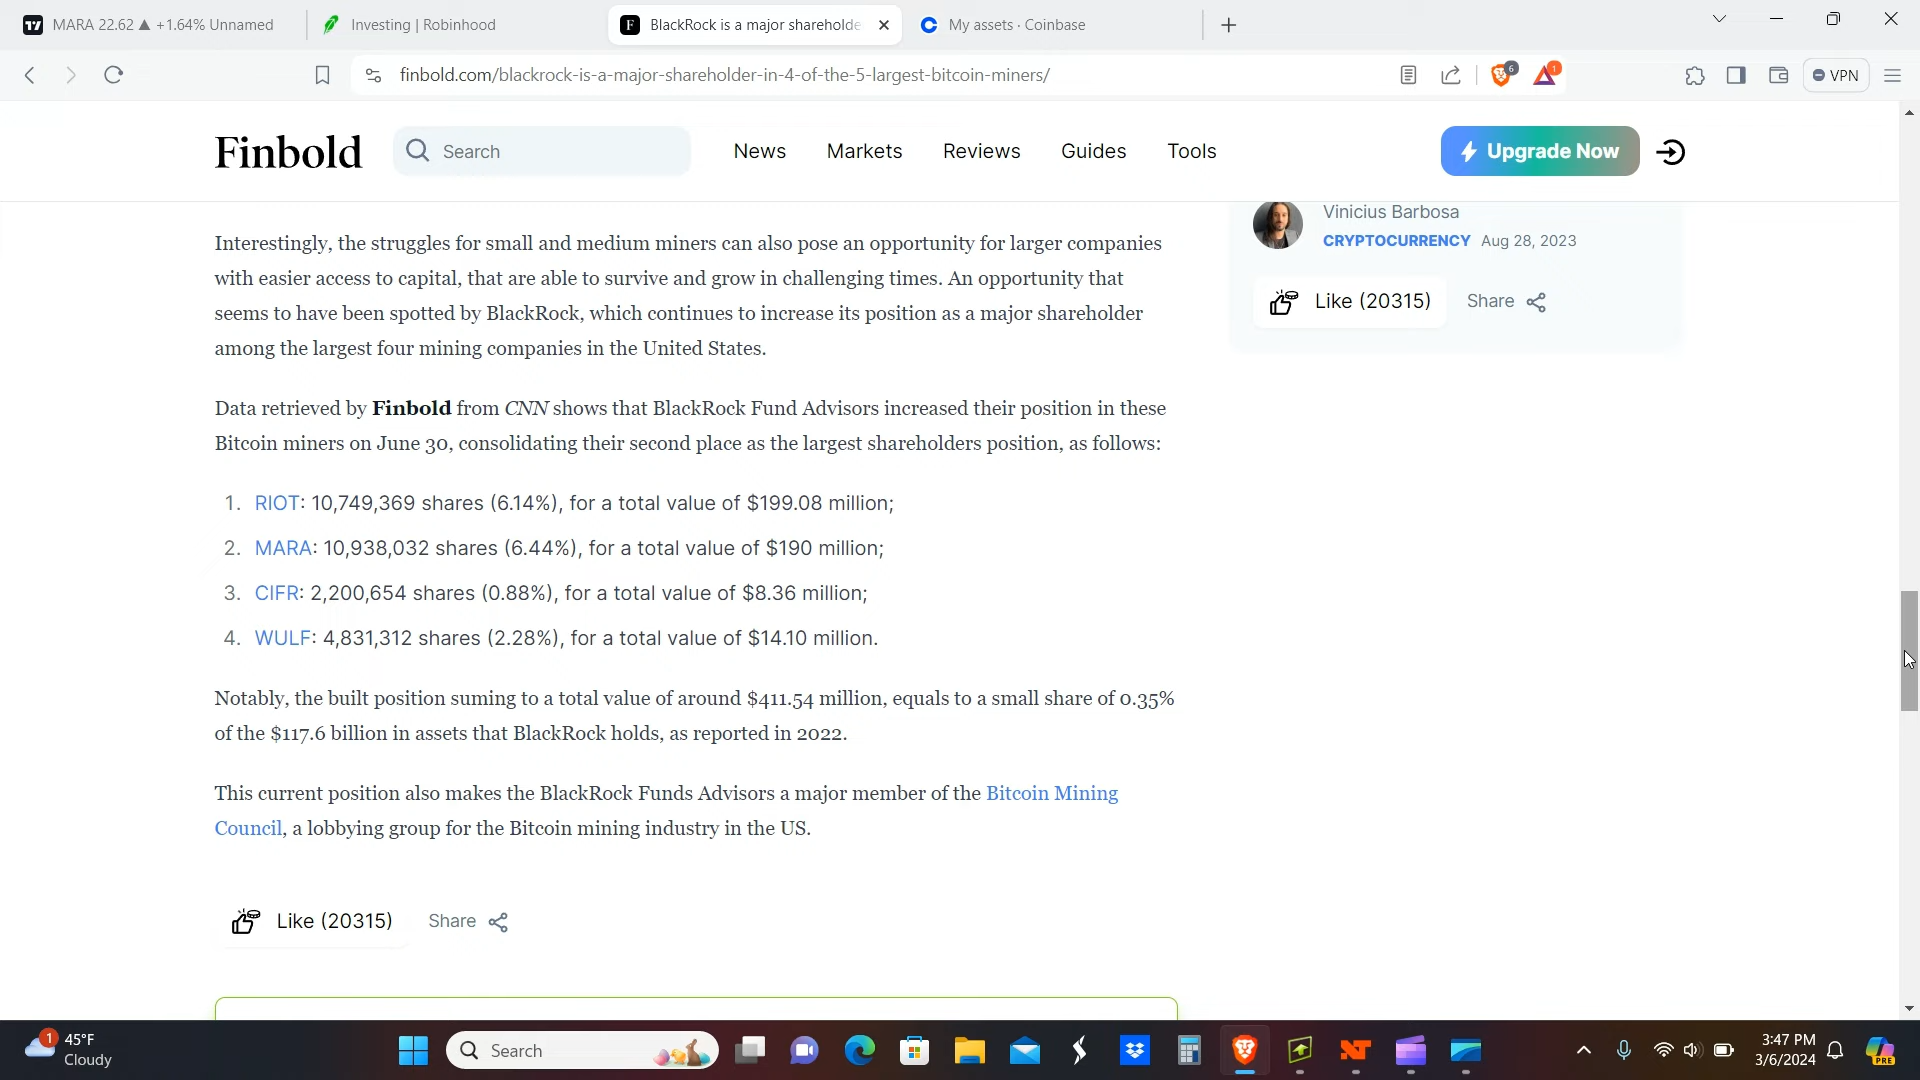 MARA 22.62 ▲ +1.64% Unnamed
Investing | Robinhood
BlackRock is a major shareholde
My assets · Coinbase
finbold.com/blackrock-is-a-major-shareholder-in-4-of-the-5-largest-bitcoin-miners/
6
1
VPN
Finbold
Search
News
Markets
Reviews
Guides
Tools
Upgrade Now
Vinicius Barbosa
CRYPTOCURRENCY Aug 28, 2023
Like (20315)
Share
Interestingly, the struggles for small and medium miners can also pose an opportunity for larger companies
with easier access to capital, that are able to survive and grow in challenging times. An opportunity that
seems to have been spotted by BlackRock, which continues to increase its position as a major shareholder
among the largest four mining companies in the United States.
Data retrieved by Finbold from CNN shows that BlackRock Fund Advisors increased their position in these
Bitcoin miners on June 30, consolidating their second place as the largest shareholders position, as follows:
1. RIOT: 10,749,369 shares (6.14%), for a total value of $199.08 million;
2. MARA: 10,938,032 shares (6.44%), for a total value of $190 million;
3. CIFR: 2,200,654 shares (0.88%), for a total value of $8.36 million;
4. WULF: 4,831,312 shares (2.28%), for a total value of $14.10 million.
Notably, the built position suming to a total value of around $411.54 million, equals to a small share of 0.35%
of the $117.6 billion in assets that BlackRock holds, as reported in 2022.
This current position also makes the BlackRock Funds Advisors a major member of the Bitcoin Mining
Council, a lobbying group for the Bitcoin mining industry in the US.
Like (20315)
Share
1
45°F
Cloudy
Search
3:47 PM
3/6/2024
PRE